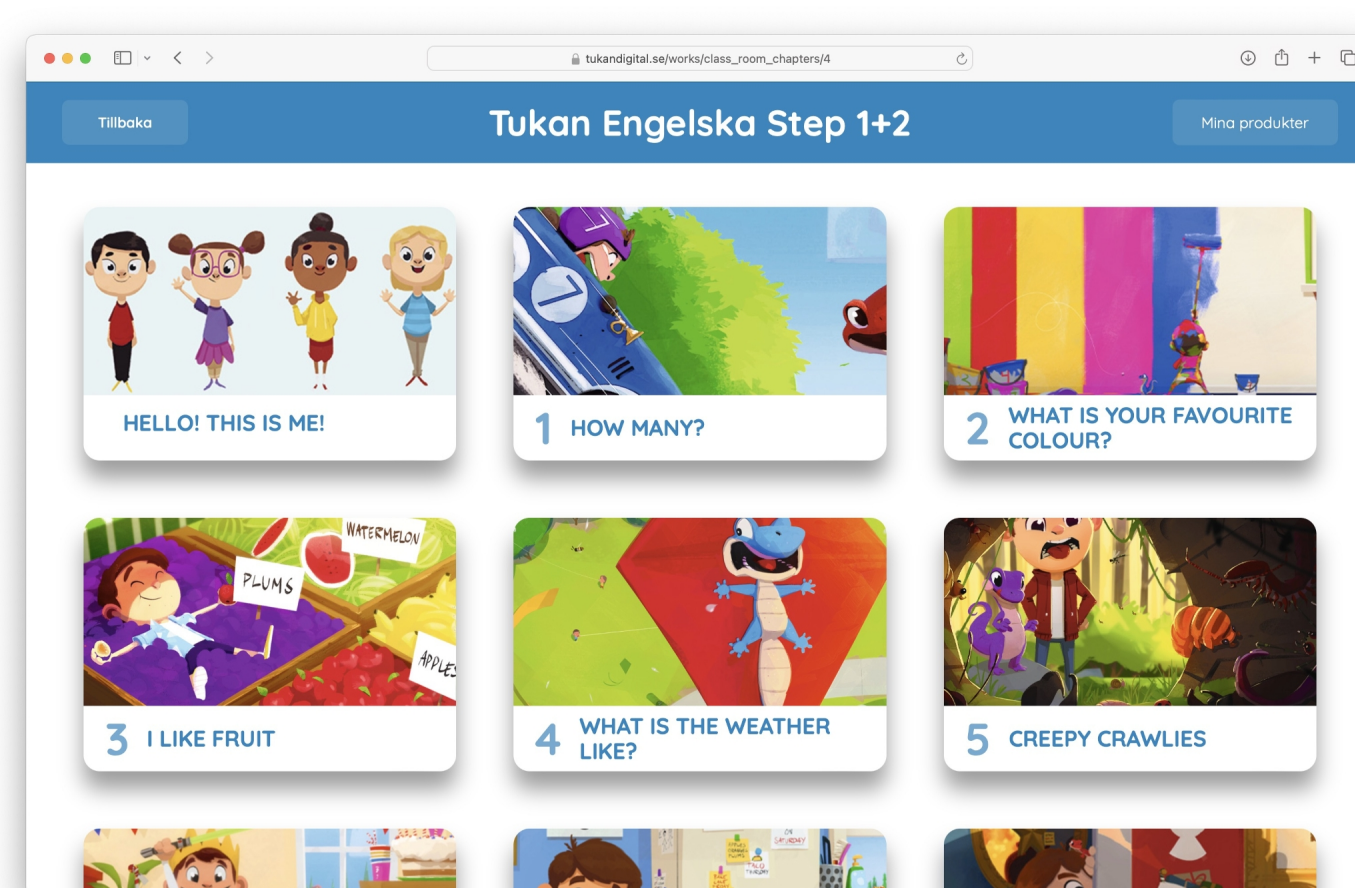 tukandigital.se/works/class_room_chapters/4
Tillbaka
Tukan Engelska Step 1+2
Mina produkter
HELLO! THIS IS ME!
1 HOW MANY?
2 WHAT IS YOUR FAVOURITE
COLOUR?
WATERMELON
PLUMS
APPLES
3 I LIKE FRUIT
4 WHAT IS THE WEATHER
LIKE?
5 CREEPY CRAWLIES
SATURDAY